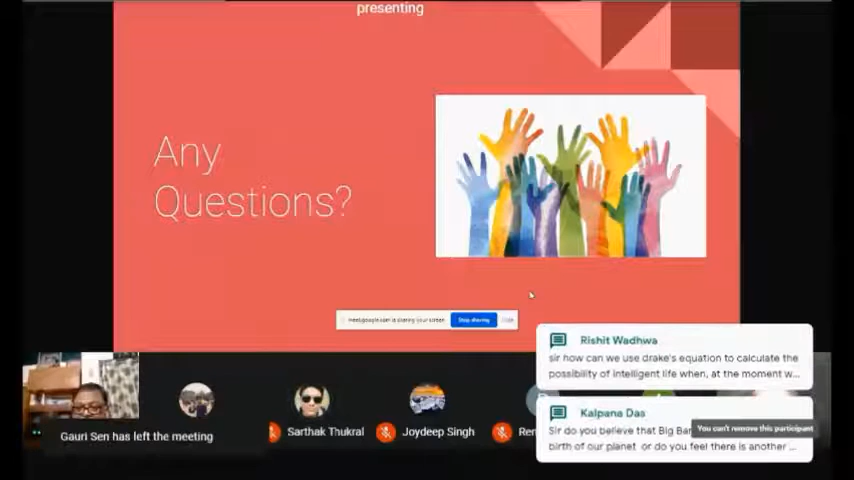 presenting
Any
Questions?
meet.google.com is sharing your screen
Stop sharing
Hide
Rishit Wadhwa
sir how can we use drake's equation to calculate the
possibility of intelligent life when, at the moment w...
Kalpana Das
Sir do you believe that Big Ban
birth of our planet or do you feel there is another ...
You can't remove this participant
Gauri Sen has left the meeting
Sarthak Thukral
Joydeep Singh
Ren